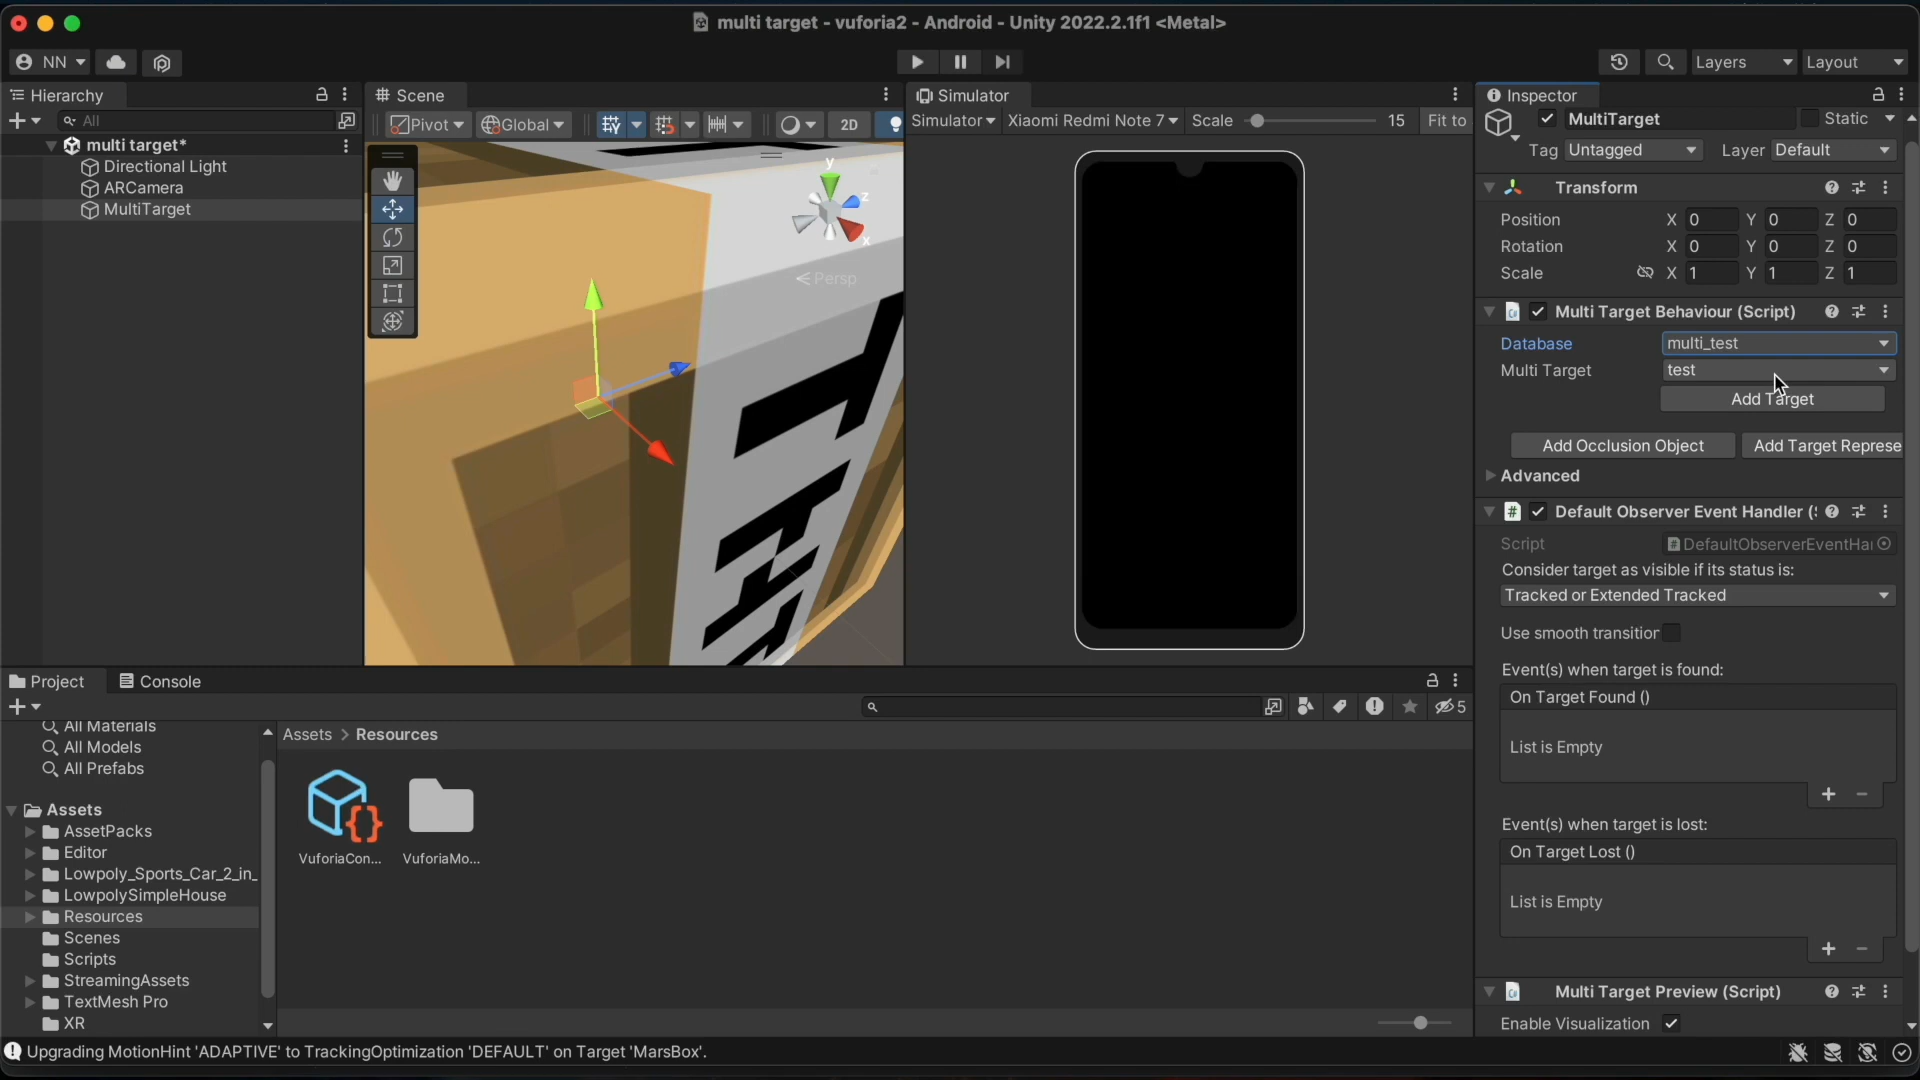 multi target - vuforia2 - Android - Unity 2022.2.1f1 <Metal>
NN
Layers
Layout
Hierarchy
All
multi target*
Directional Light
ARCamera
MultiTarget
Scene
Pivot
Global
2D
y
z
x
Persp
Simulator
Simulator
Xiaomi Redmi Note 7
Scale
15
Fit to
Inspector
MultiTarget
Static
Tag Untagged
Layer Default
Transform
Position X 0 Y 0 Z 0
Rotation X 0 Y 0 Z 0
Scale X 1 Y 1 Z 1
Multi Target Behaviour (Script)
Database multi_test
Multi Target test
Add Target
Add Occlusion Object
Add Target Represe
Advanced
Default Observer Event Handler (
Script DefaultObserverEventHa
Consider target as visible if its status is:
Tracked or Extended Tracked
Use smooth transition
Event(s) when target is found:
On Target Found ()
List is Empty
Event(s) when target is lost:
On Target Lost ()
List is Empty
Multi Target Preview (Script)
Enable Visualization
Project
Console
5
All Materials
All Models
All Prefabs
Assets
AssetPacks
Editor
Lowpoly_Sports_Car_2_in_
LowpolySimpleHouse
Resources
Scenes
Scripts
StreamingAssets
TextMesh Pro
XR
Assets > Resources
VuforiaCon...
VuforiaMo...
Upgrading MotionHint 'ADAPTIVE' to TrackingOptimization 'DEFAULT' on Target 'MarsBox'.